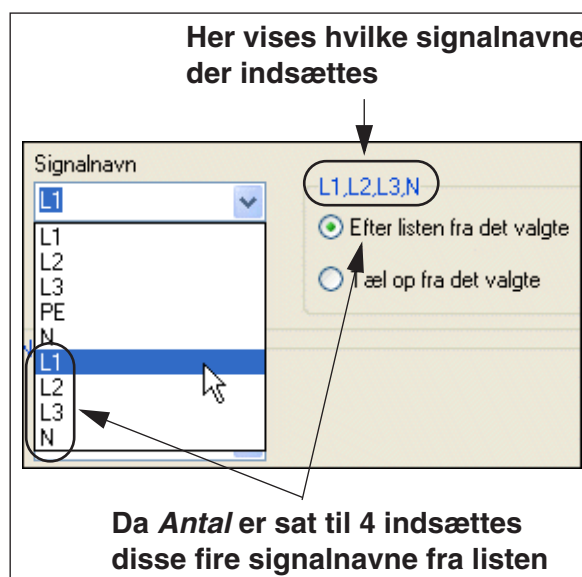 Her vises hvilke signalnavne
der indsættes
Signalnavn
L1
L1,L2,L3,N
Efter listen fra det valgte
Tæl op fra det valgte
L1
L2
L3
PE
N
L1
L2
L3
N
Da Antal er sat til 4 indsættes
disse fire signalnavne fra listen